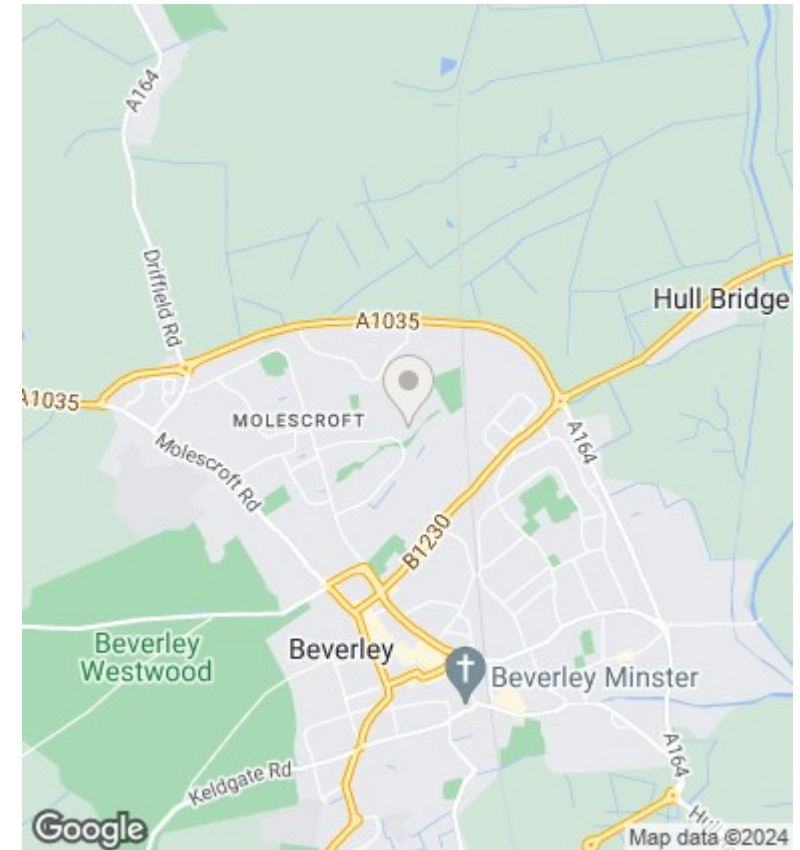 A164
Driffield Rd
Hull Bridge
A1035
A1035
MOLESCROFT
A164
Molescroft Rd
B1230
Beverley
Westwood
Beverley
Beverley Minster
A164
Keldgate Rd
Google
Map data ©2024